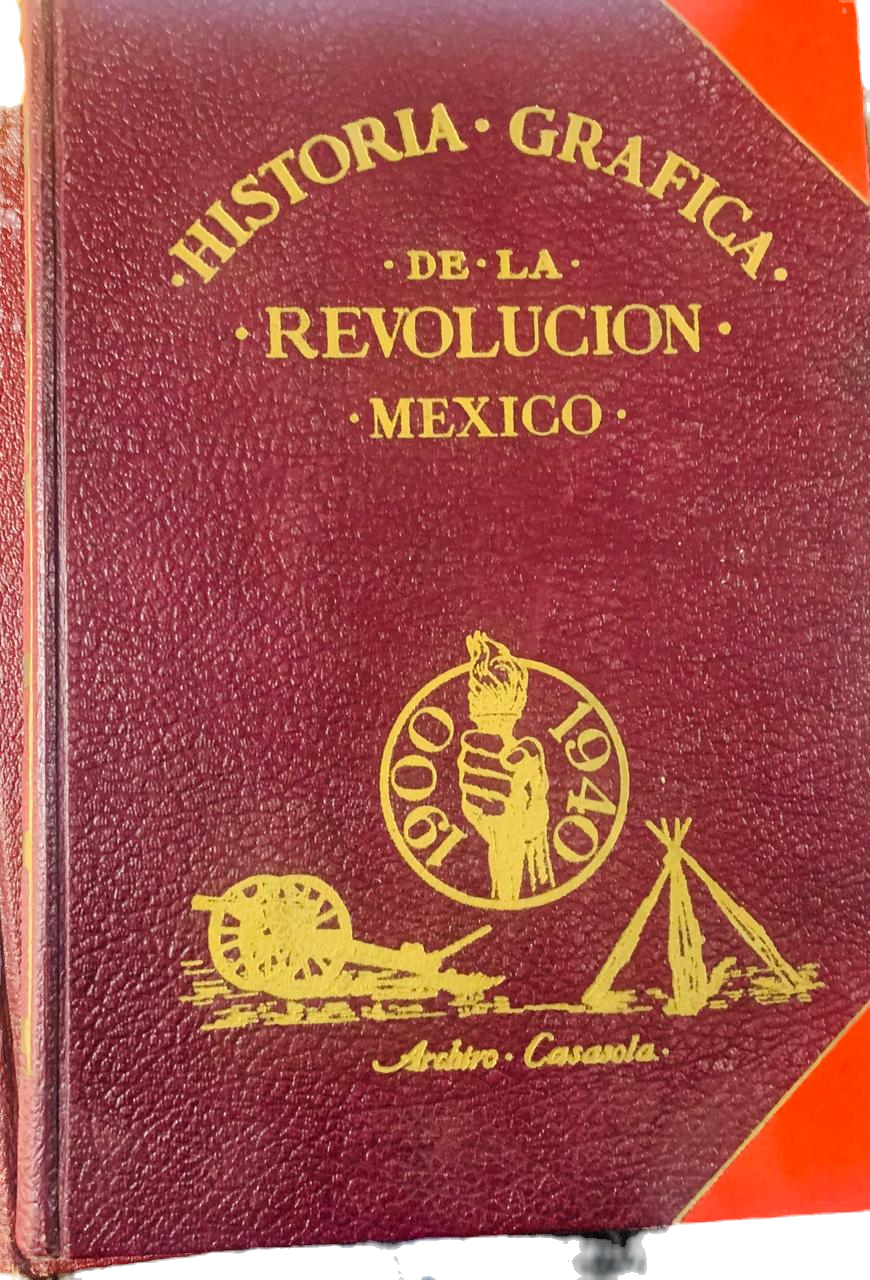 ·HISTORIA·GRAFICA·
·DE·LA·
·REVOLUCION·
·MEXICO·
1900 1940
Archivo·Casasola·